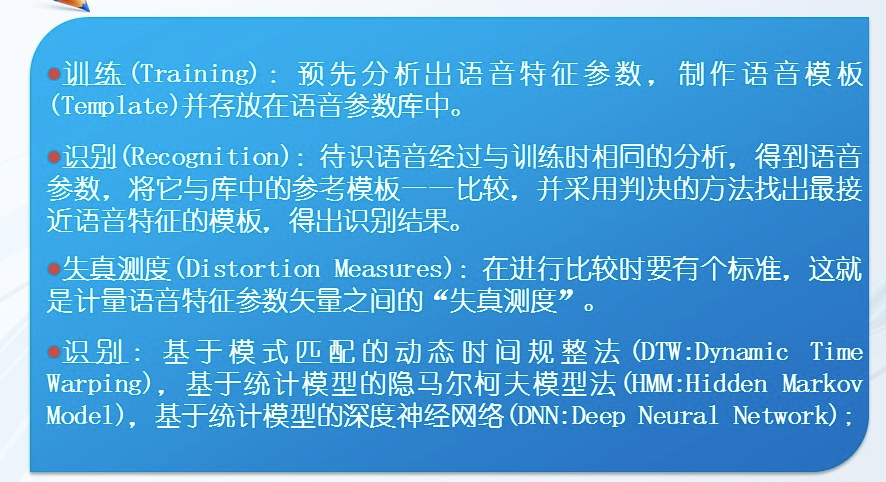 ●训练(Training)：预先分析出语音特征参数，制作语音模板
(Template)并存放在语音参数库中。
●识别(Recognition)：待识语音经过与训练时相同的分析，得到语音
参数，将它与库中的参考模板一一比较，并采用判决的方法找出最接
近语音特征的模板，得出识别结果。
●失真测度(Distortion Measures)：在进行比较时要有个标准，这就
是计量语音特征参数矢量之间的“失真测度”。
●识别：基于模式匹配的动态时间规整法(DTW:Dynamic Time
Warping)，基于统计模型的隐马尔柯夫模型法(HMM:Hidden Markov
Model)，基于统计模型的深度神经网络(DNN:Deep Neural Network);